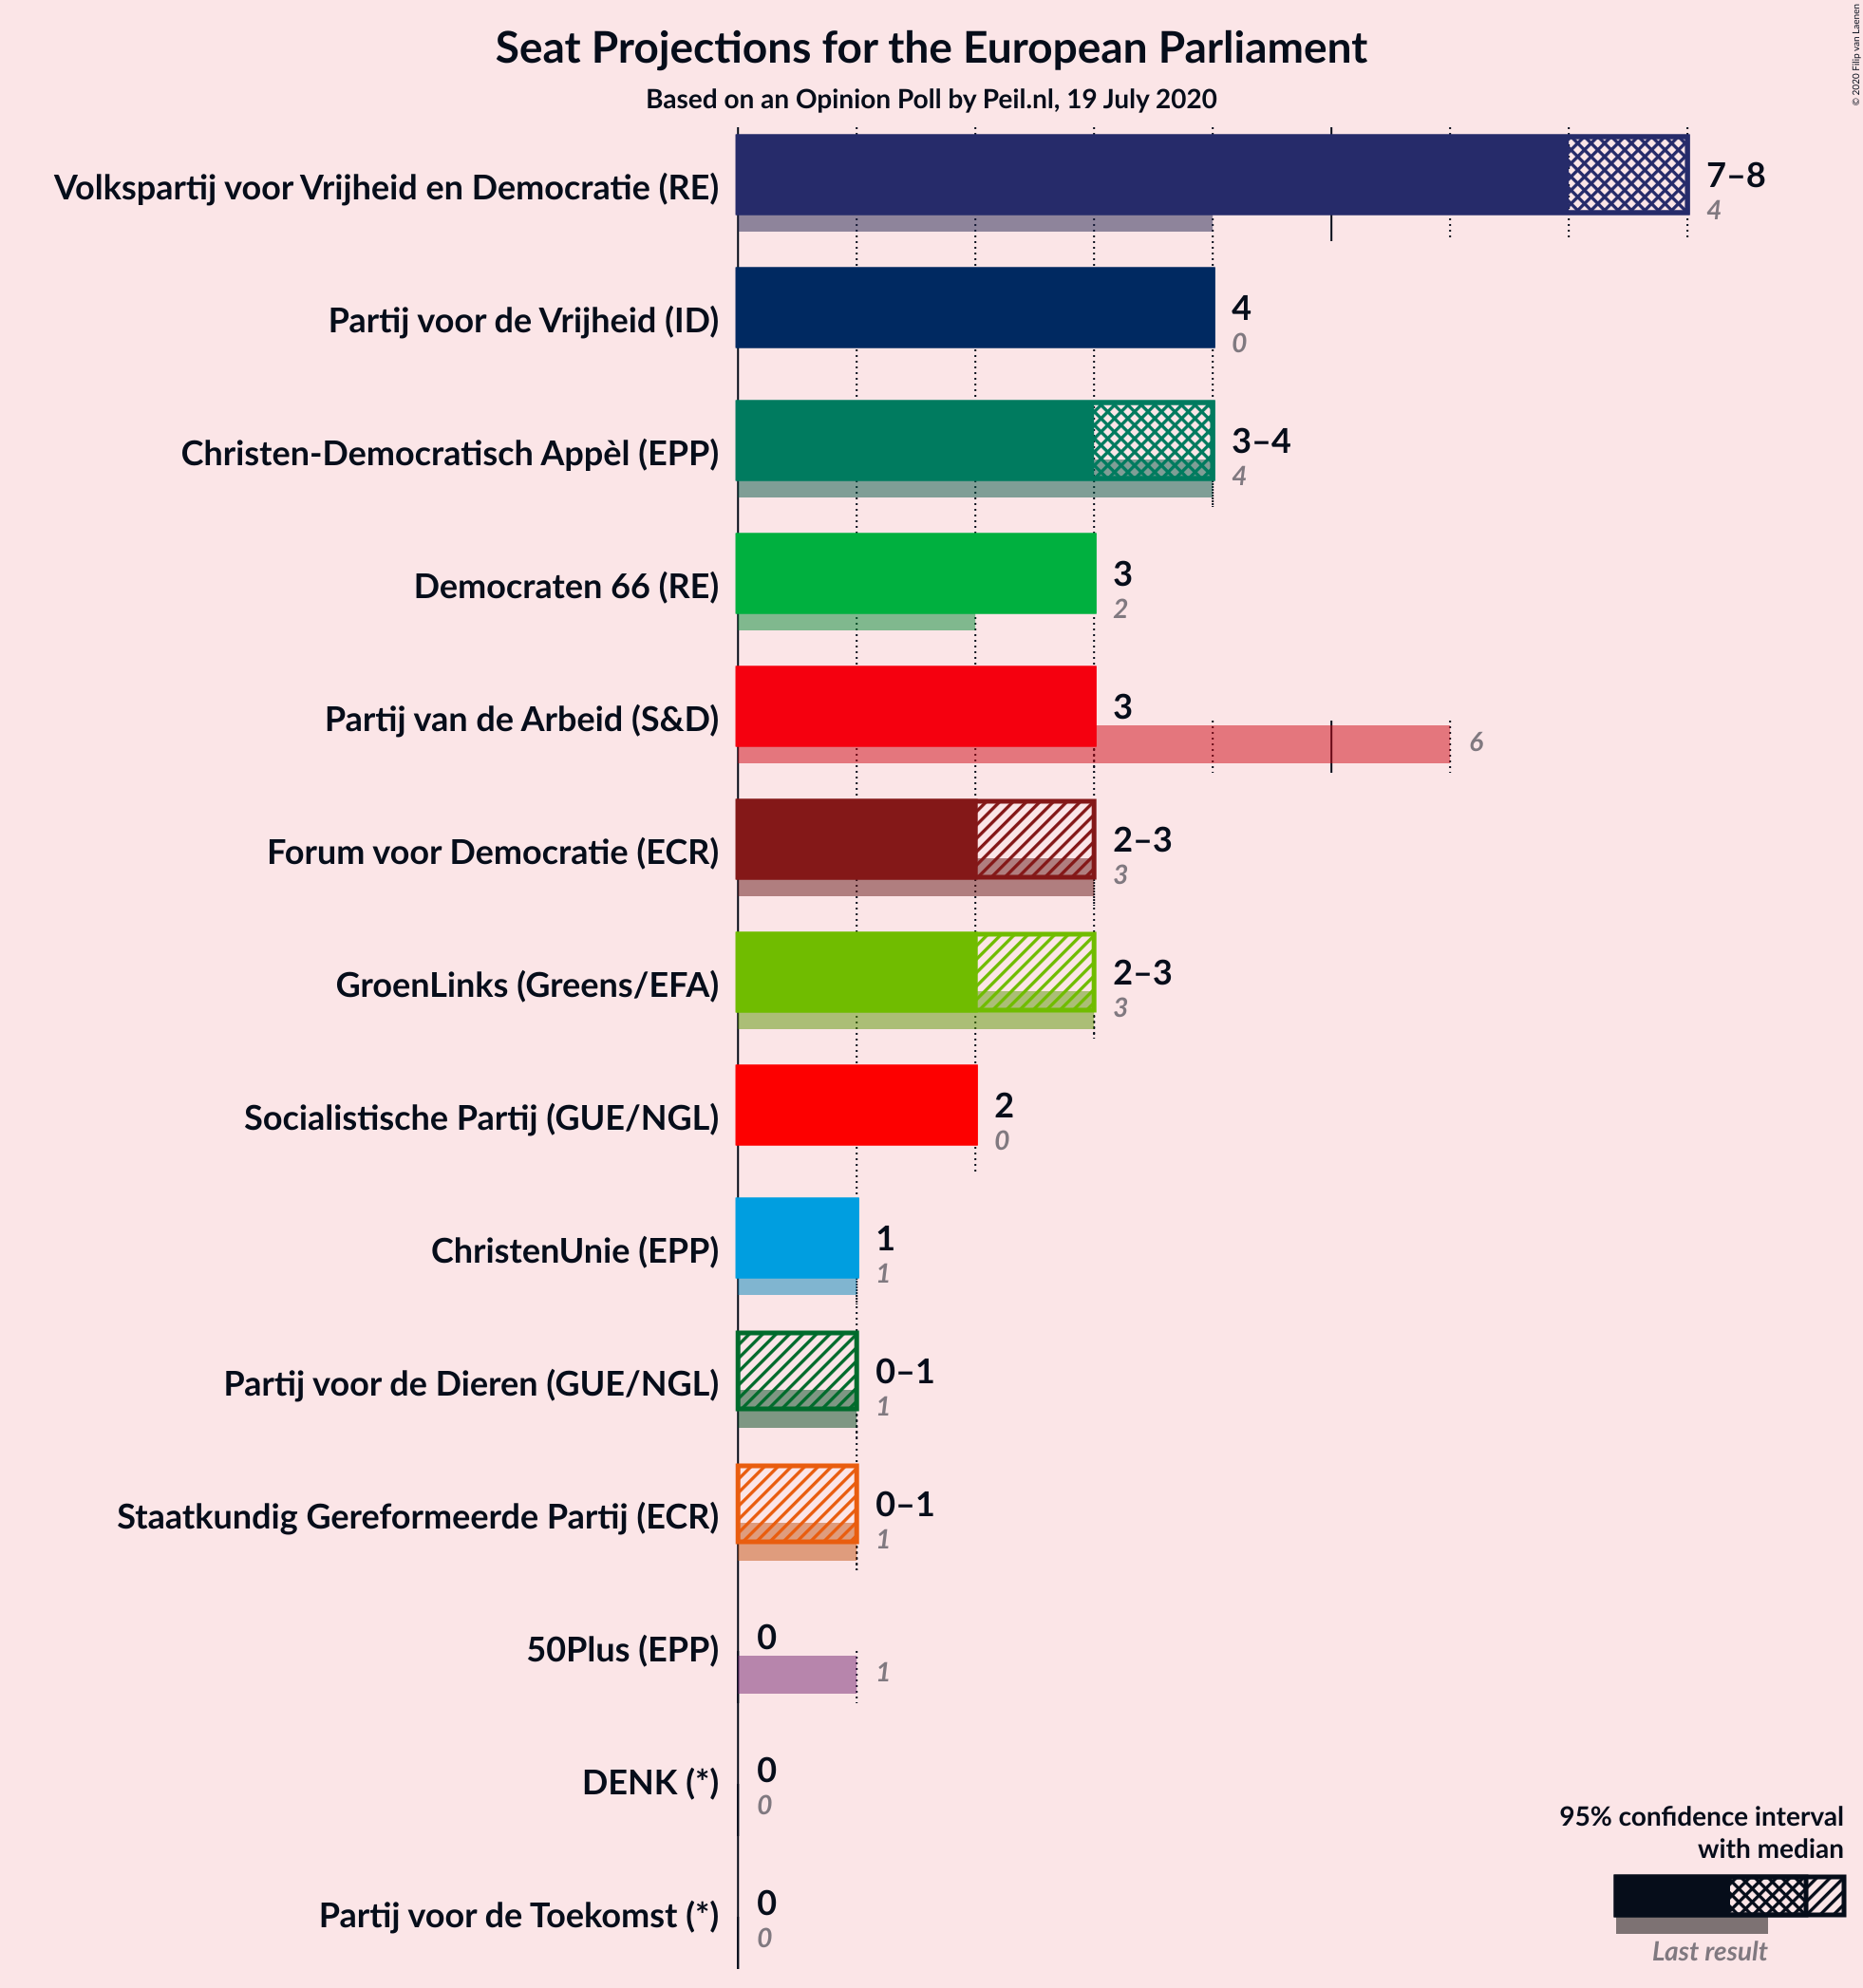 Seat Projections for the European Parliament
Based on an Opinion Poll by Peil.nl, 19 July 2020
© 2020 Filip van Laenen
Volkspartij voor Vrijheid en Democratie (RE)
7–8
4
Partij voor de Vrijheid (ID)
4
0
Christen-Democratisch Appèl (EPP)
3–4
4
Democraten 66 (RE)
3
2
Partij van de Arbeid (S&D)
3
6
Forum voor Democratie (ECR)
2–3
3
GroenLinks (Greens/EFA)
2–3
3
Socialistische Partij (GUE/NGL)
2
0
ChristenUnie (EPP)
1
1
Partij voor de Dieren (GUE/NGL)
0–1
1
Staatkundig Gereformeerde Partij (ECR)
0–1
1
50Plus (EPP)
0
1
DENK (*)
0
0
Partij voor de Toekomst (*)
0
0
95% confidence interval
with median
Last result